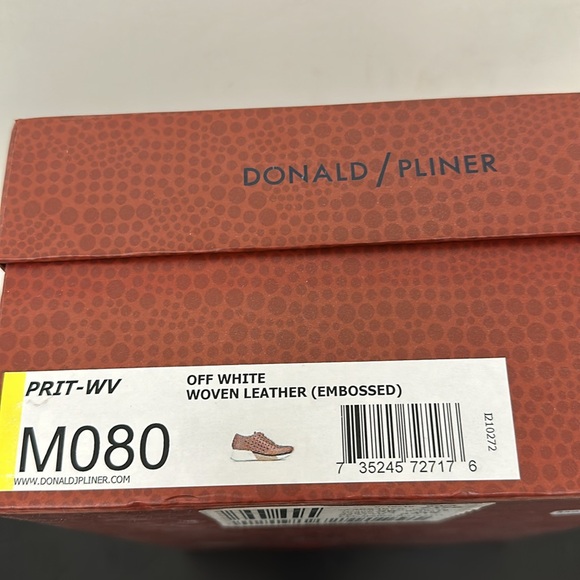 DONALD / PLINER
PRIT-WV
OFF WHITE
WOVEN LEATHER (EMBOSSED)
M080
WWW.DONALDJPLINER.COM
7 35245 72717 6
I210272